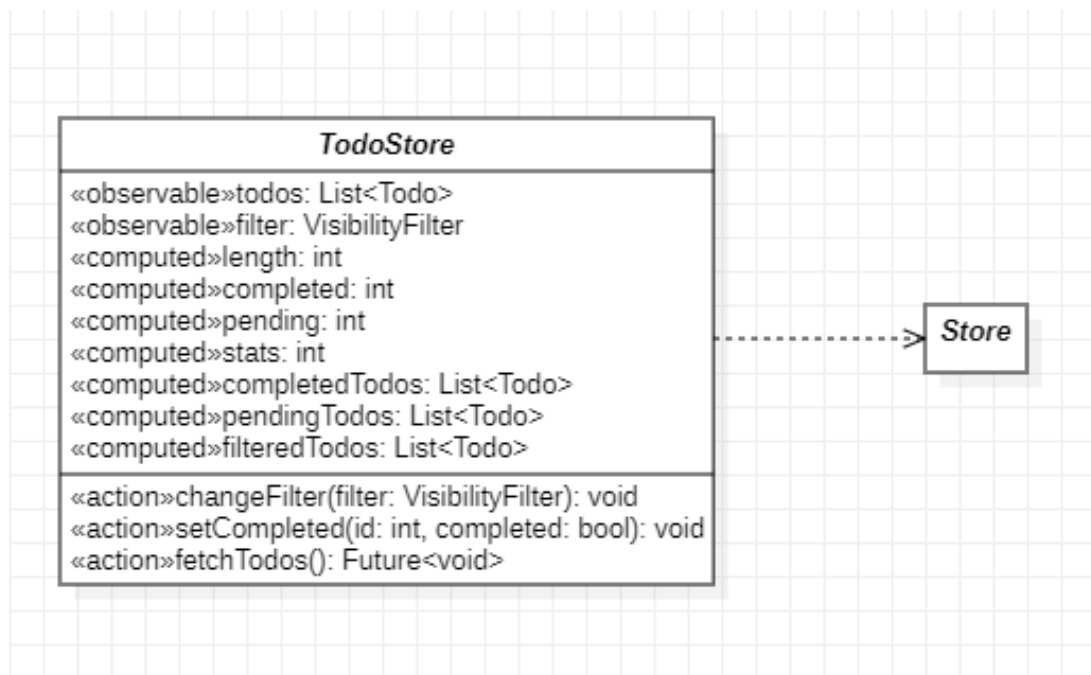 TodoStore
«observable»todos: List<Todo>
«observable»filter: VisibilityFilter
«computed»length: int
«computed»completed: int
«computed»pending: int
«computed»stats: int
«computed»completedTodos: List<Todo>
«computed»pendingTodos: List<Todo>
«computed»filteredTodos: List<Todo>
«action»changeFilter(filter: VisibilityFilter): void
«action»setCompleted(id: int, completed: bool): void
«action»fetchTodos(): Future<void>
Store